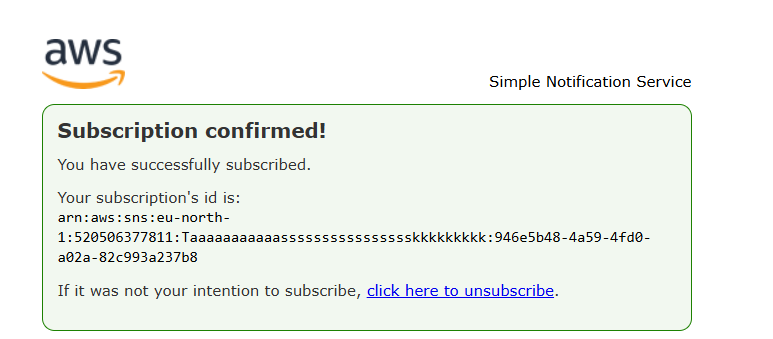 aws
Simple Notification Service
Subscription confirmed!
You have successfully subscribed.
Your subscription's id is:
arn:aws:sns:eu-north-
1:520506377811:Taaaaaaaaaaasssssssssssssssskkkkkkkkk:946e5b48-4a59-4fd0-
a02a-82c993a237b8
If it was not your intention to subscribe, click here to unsubscribe.